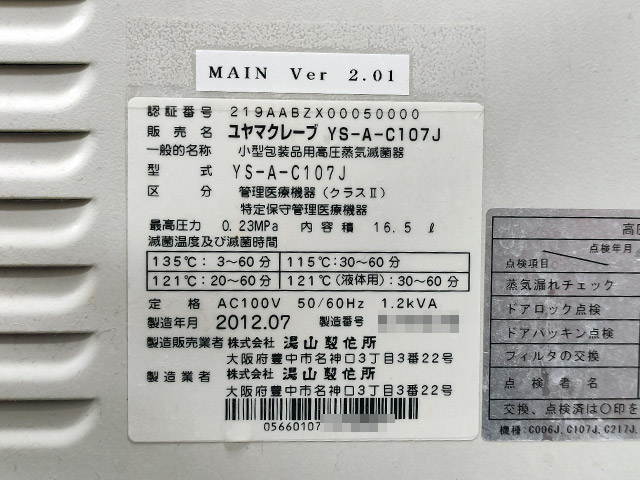 MAIN Ver 2.01
認証番号 219AABZX00050000
販売名 ユヤマクレーブ YS-A-C107J
一般的名称 小型包装品用高圧蒸気滅菌器
型式 YS-A-C107J
区分 管理医療機器（クラスⅡ）
特定保守管理医療機器
最高圧力 0.23MPa 内容積 16.5 ℓ
滅菌温度及び滅菌時間
135℃: 3～60分 115℃:30～60分
121℃:20～60分 121℃(液体用):30～60分
定格 AC100V 50/60Hz 1.2kVA
製造年月 2012.07 製造番号
製造販売業者 株式会社 湯山製作所
大阪府豊中市名神口3丁目3番22号
製造業者 株式会社 湯山製作所
大阪府豊中市名神口3丁目3番22号
05660107
高圧
点検年月
点検項目
蒸気漏れチェック
ドアロック点検
ドアパッキン点検
フィルタの交換
点検者名
交換、点検済は○印を
機種：C006J, C107J, C217J,